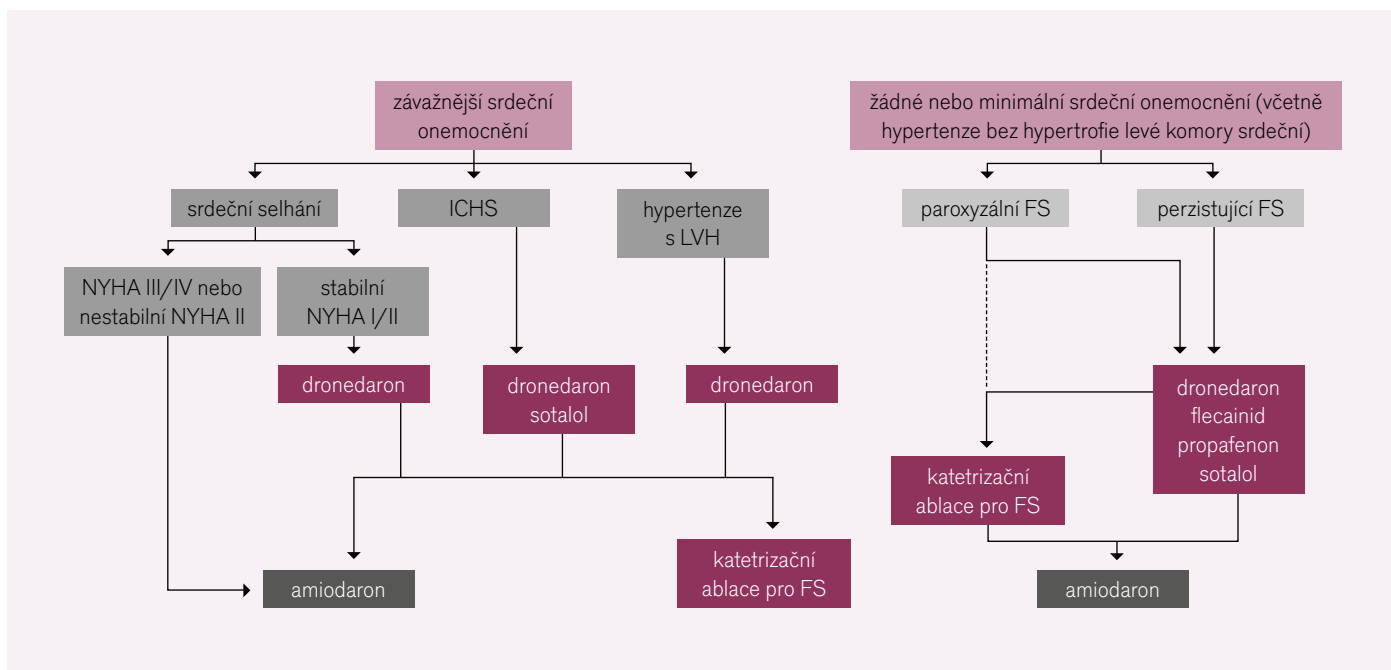 závažnější srdeční
onemocnění
žádné nebo minimální srdeční onemocnění (včetně
hypertenze bez hypertrofie levé komory srdeční)
srdeční selhání
ICHS
hypertenze
s LVH
paroxyzální FS
perzistující FS
NYHA III/IV nebo
nestabilní NYHA II
stabilní
NYHA I/II
dronedaron
dronedaron
sotalol
dronedaron
dronedaron
flecainid
propafenon
sotalol
katetrizační
ablace pro FS
katetrizační
ablace pro FS
amiodaron
amiodaron